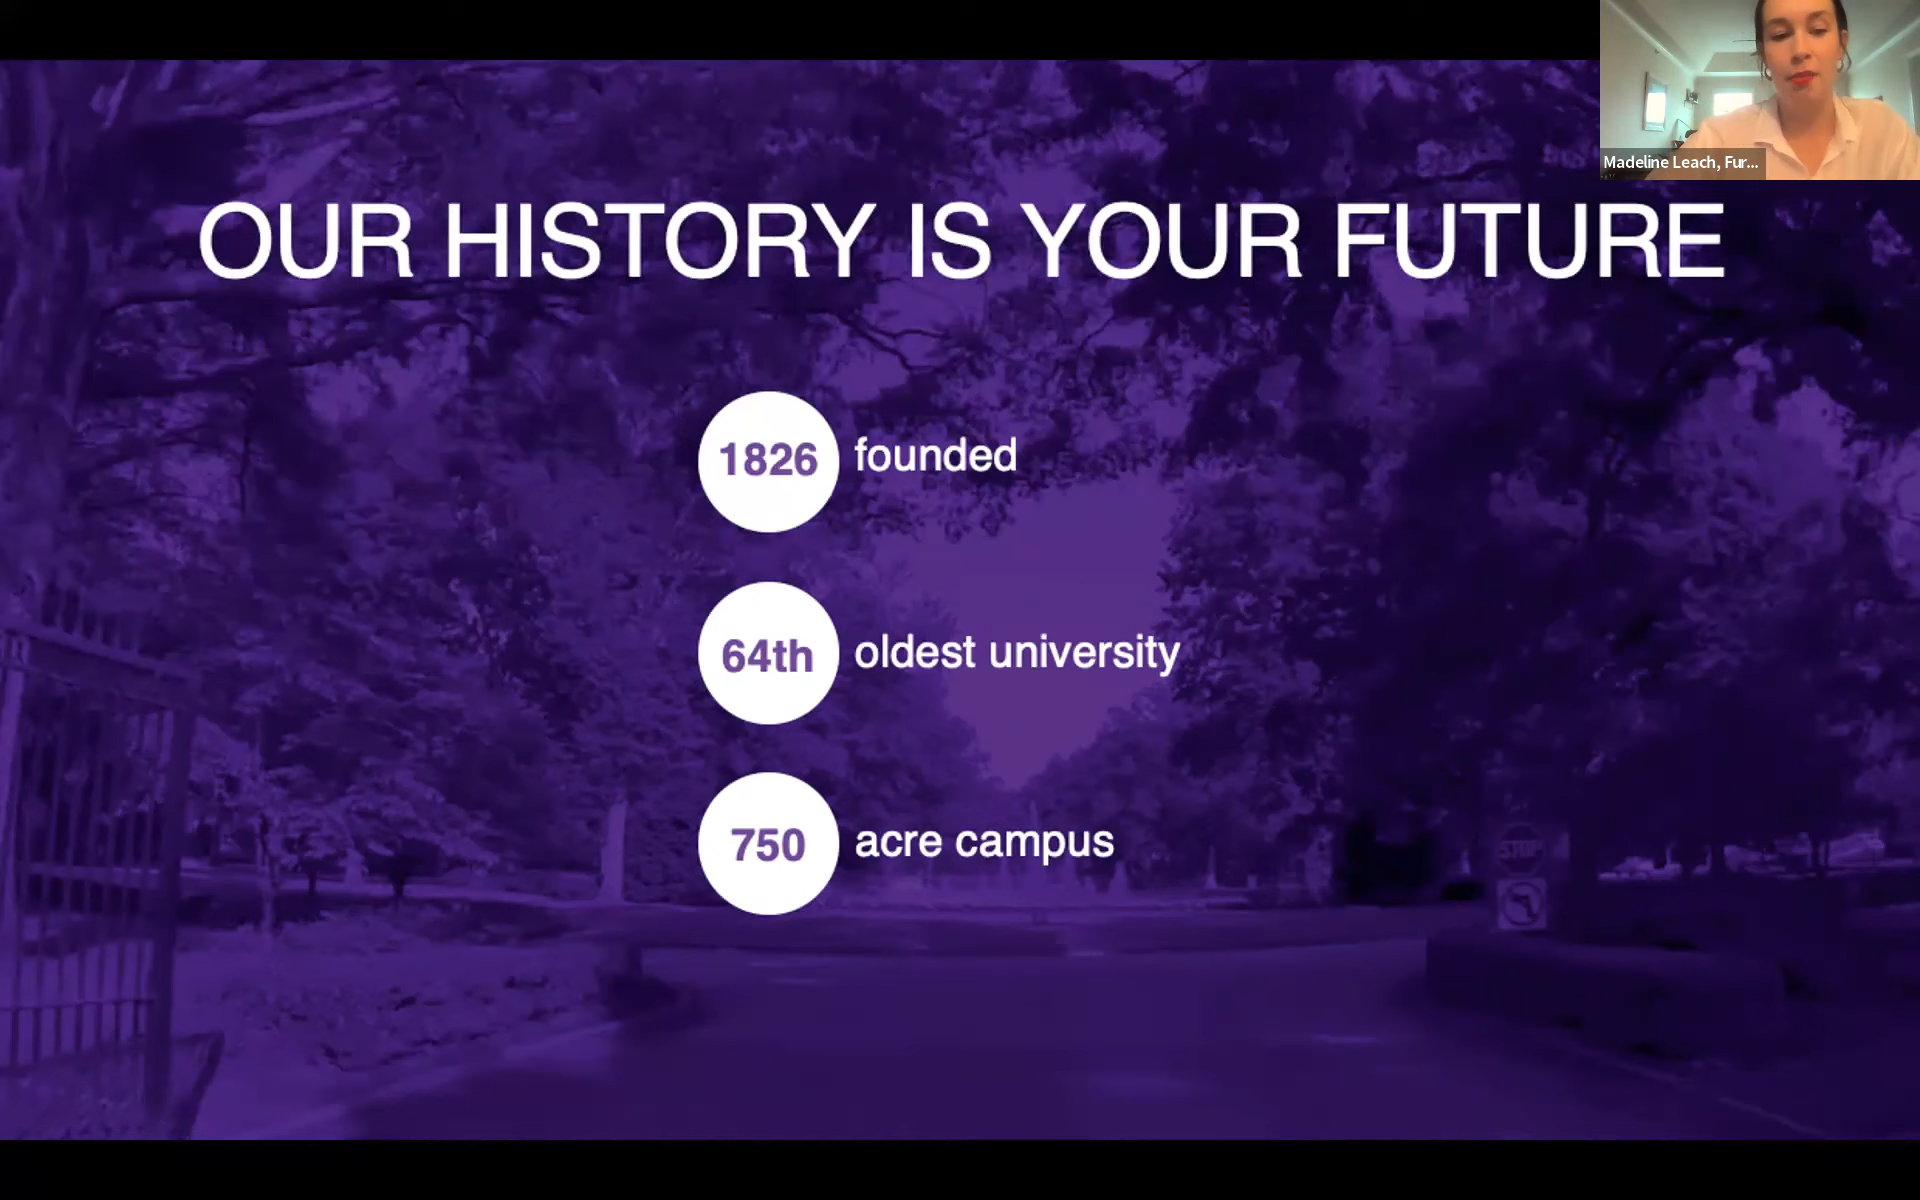 Madeline Leach, Fur...
OUR HISTORY IS YOUR FUTURE
1826 founded
64th oldest university
750 acre campus
STOP